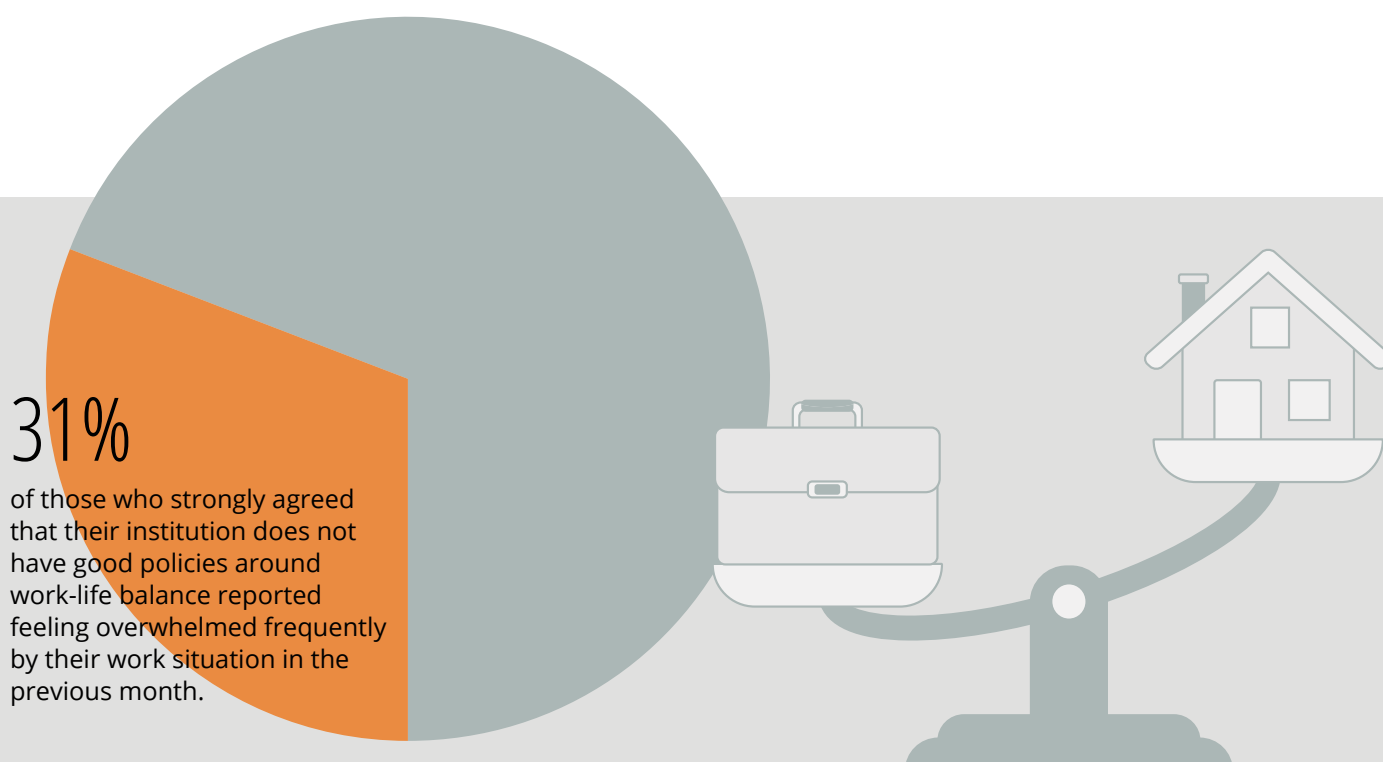 31%
of those who strongly agreed
that their institution does not
have good policies around
work-life balance reported
feeling overwhelmed frequently
by their work situation in the
previous month.